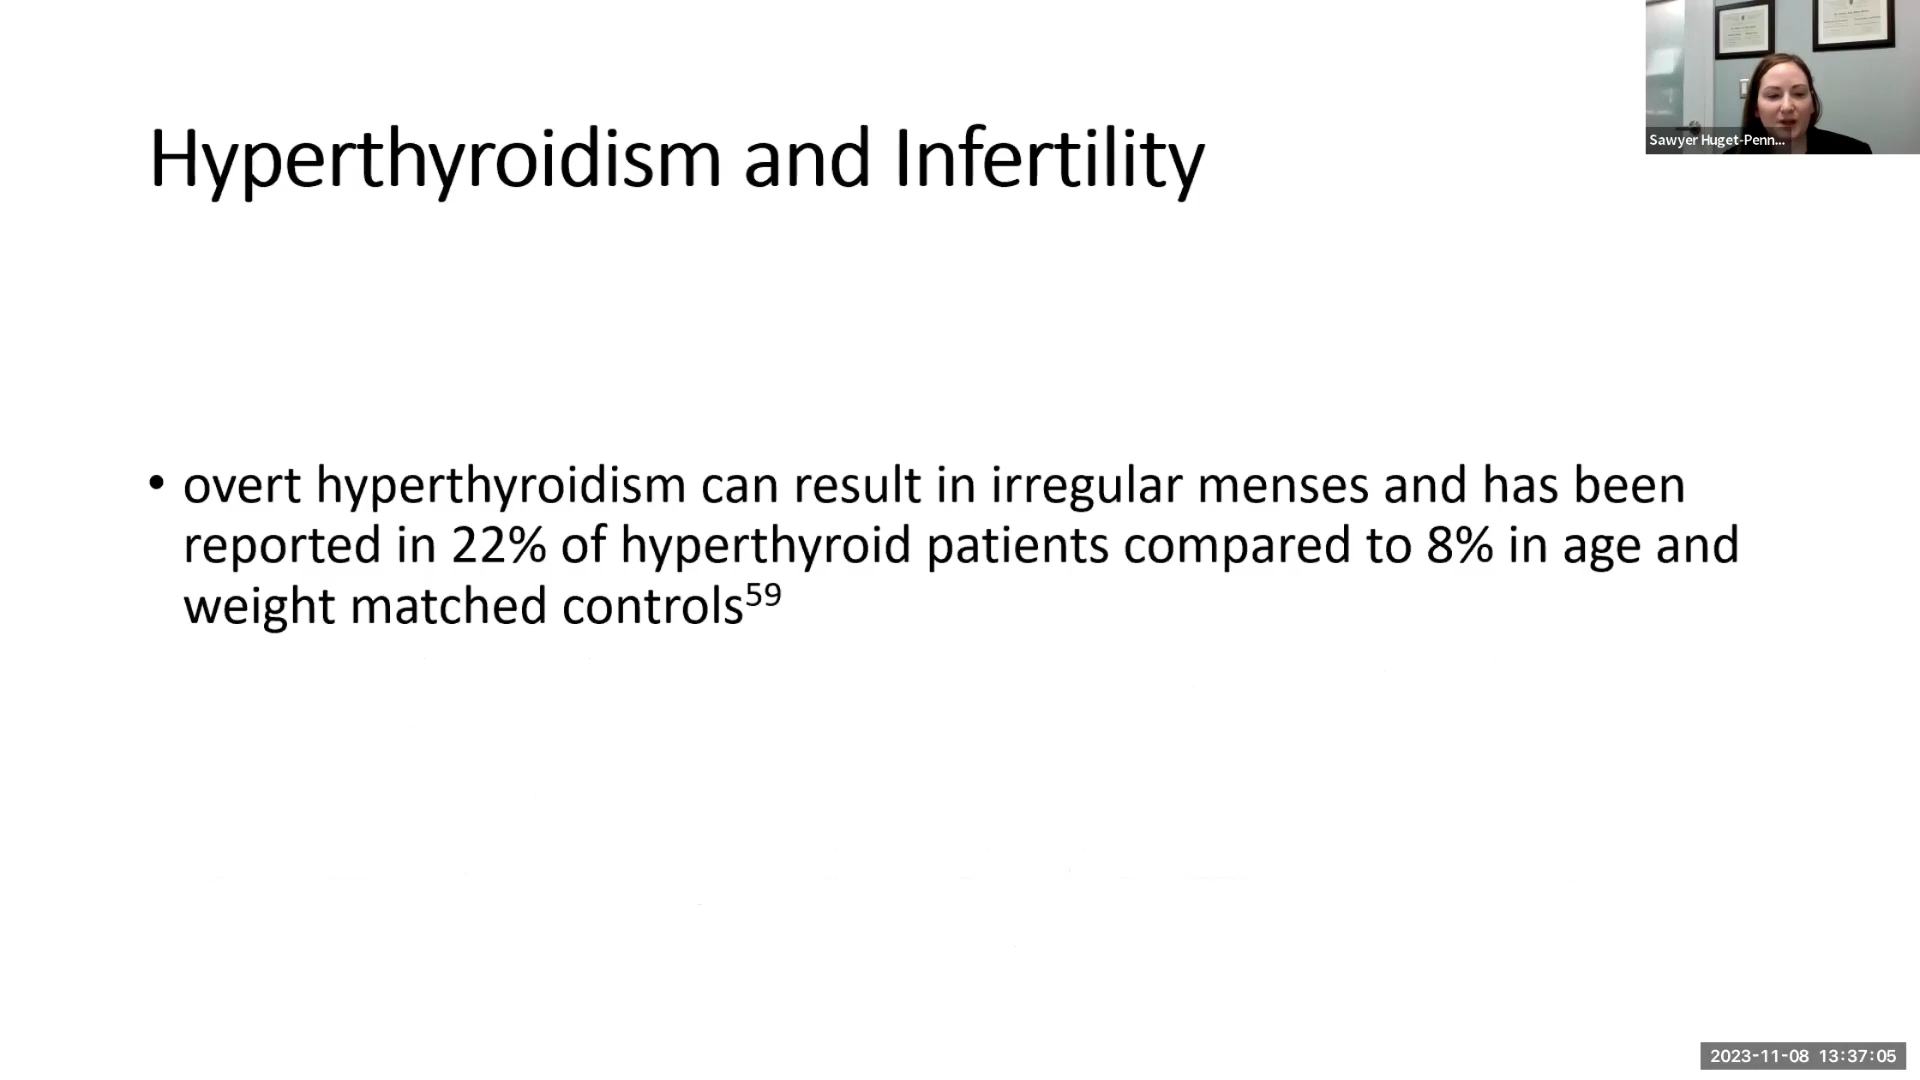 Sawyer Huget-Penn...
Hyperthyroidism and Infertility
• overt hyperthyroidism can result in irregular menses and has been
reported in 22% of hyperthyroid patients compared to 8% in age and
weight matched controls59
2023-11-08 13:37:05